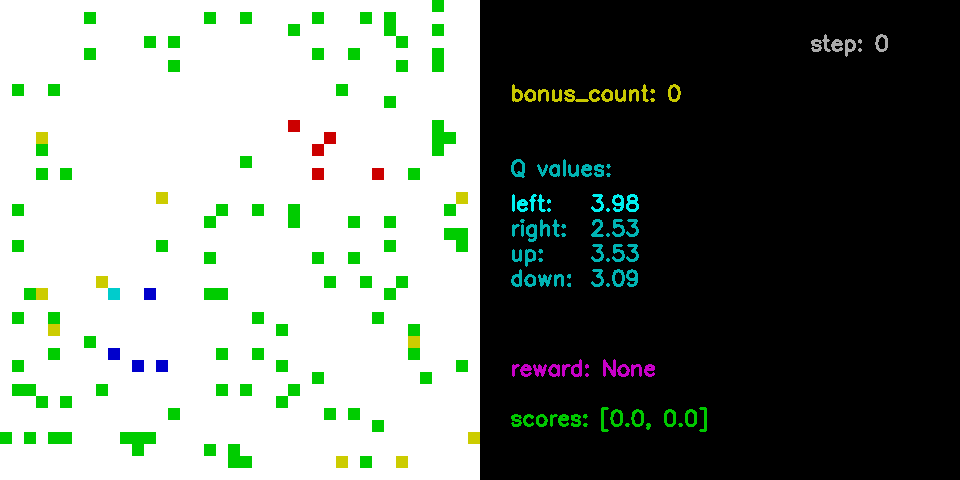 step: 0
bonus_count: 0
Q values:
left: 3.98
right: 2.53
up: 3.53
down: 3.09
reward: None
scores: [0.0, 0.0]